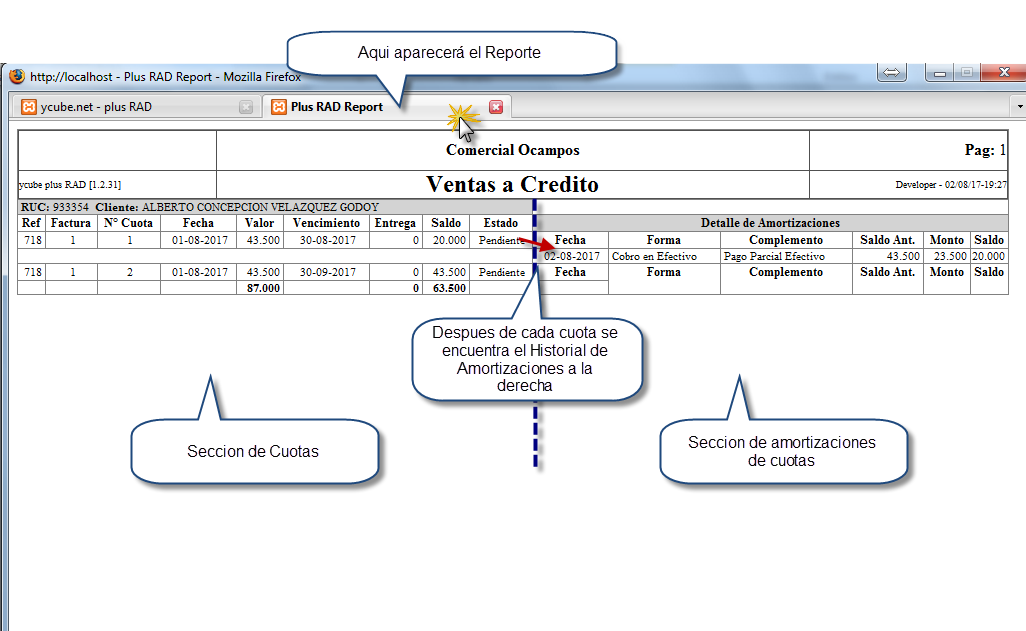 Aqui aparecerá el Reporte
http://localhost - Plus RAD Report - Mozilla Firefox
ycube.net - plus RAD
Plus RAD Report
Comercial Ocampos
Pag: 1
ycube plus RAD [1.2.31]
Ventas a Credito
Developer - 02/08/17-19:27
RUC: 933354 Cliente: ALBERTO CONCEPCION VELAZQUEZ GODOY
Ref Factura N° Cuota Fecha Valor Vencimiento Entrega Saldo Estado Detalle de Amortizaciones
718 1 1 01-08-2017 43.500 30-08-2017 0 20.000 Pendiente Fecha Forma Complemento Saldo Ant. Monto Saldo
02-08-2017 Cobro en Efectivo Pago Parcial Efectivo 43.500 23.500 20.000
718 1 2 01-08-2017 43.500 30-09-2017 0 43.500 Pendiente Fecha Forma Complemento Saldo Ant. Monto Saldo
87.000 0 63.500
Despues de cada cuota se
encuentra el Historial de
Amortizaciones a la
derecha
Seccion de Cuotas
Seccion de amortizaciones
de cuotas